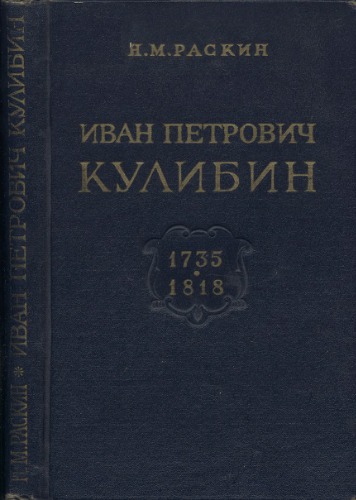 Н.М.РАСКИН
ИВАН ПЕТРОВИЧ
КУЛИБИН
1735
1818
Н.М.РАСКИН * ИВАН ПЕТРОВИЧ КУЛИБИН